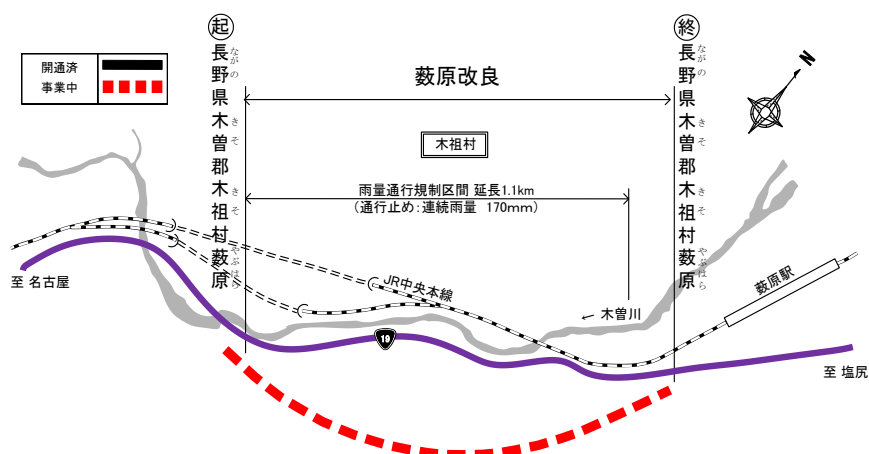 起
長野県木曽郡木祖村薮原
ながの
きそ
きそ
やぶはら
終
長野県木曽郡木祖村薮原
ながの
きそ
きそ
やぶはら
開通済
事業中
薮原改良
N
木祖村
雨量通行規制区間 延長1.1km
（通行止め：連続雨量 170mm）
至 名古屋
JR中央本線
← 木曽川
薮原駅
19
至 塩尻